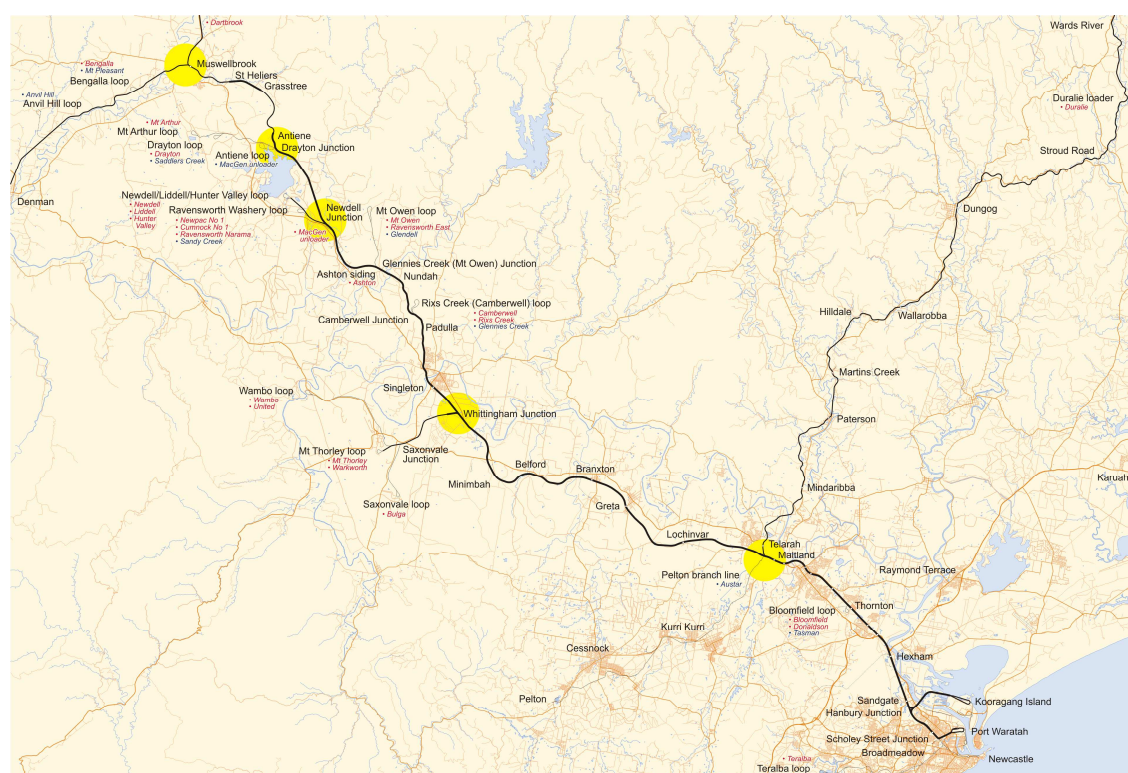 • Dartbrook
Wards River
Muswellbrook
• Bengalla
• Mt Pleasant
Bengalla loop
St Heliers
Grasstree
• Anvil Hill
Anvil Hill loop
Duralie loader
• Duralie
• Mt Arthur
Mt Arthur loop
Antiene
Drayton Junction
Drayton loop
• Drayton
• Saddlers Creek
Antiene loop
• MacGen unloader
Stroud Road
Denman
Newdell/Liddell/Hunter Valley loop
• Newdell
• Liddell
• Hunter
Valley
Ravensworth Washery loop
• Newpac No 1
• Cumnock No 1
• Ravensworth Narama
• Sandy Creek
Newdell
Junction
• MacGen
unloader
Mt Owen loop
• Mt Owen
• Ravensworth East
• Glendell
Dungog
Glennies Creek (Mt Owen) Junction
Ashton siding
• Ashton
Nundah
Rixs Creek (Camberwell) loop
• Camberwell
• Rixs Creek
• Glennies Creek
Camberwell Junction
Padulla
Hilldale
Wallarobba
Martins Creek
Singleton
Wambo loop
• Wambo
• United
Whittingham Junction
Paterson
Mt Thorley loop
• Mt Thorley
• Warkworth
Saxonvale
Junction
Belford
Branxton
Minimbah
Mindaribba
Karuah
Saxonvale loop
• Bulga
Greta
Lochinvar
Telarah
Maitland
Pelton branch line
• Austar
Raymond Terrace
Bloomfield loop
• Bloomfield
• Donaldson
• Tasman
Thornton
Kurri Kurri
Cessnock
Hexham
Pelton
Sandgate
Hanbury Junction
Kooragang Island
Scholey Street Junction
Port Waratah
Broadmeadow
Newcastle
• Teralba
Teralba loop